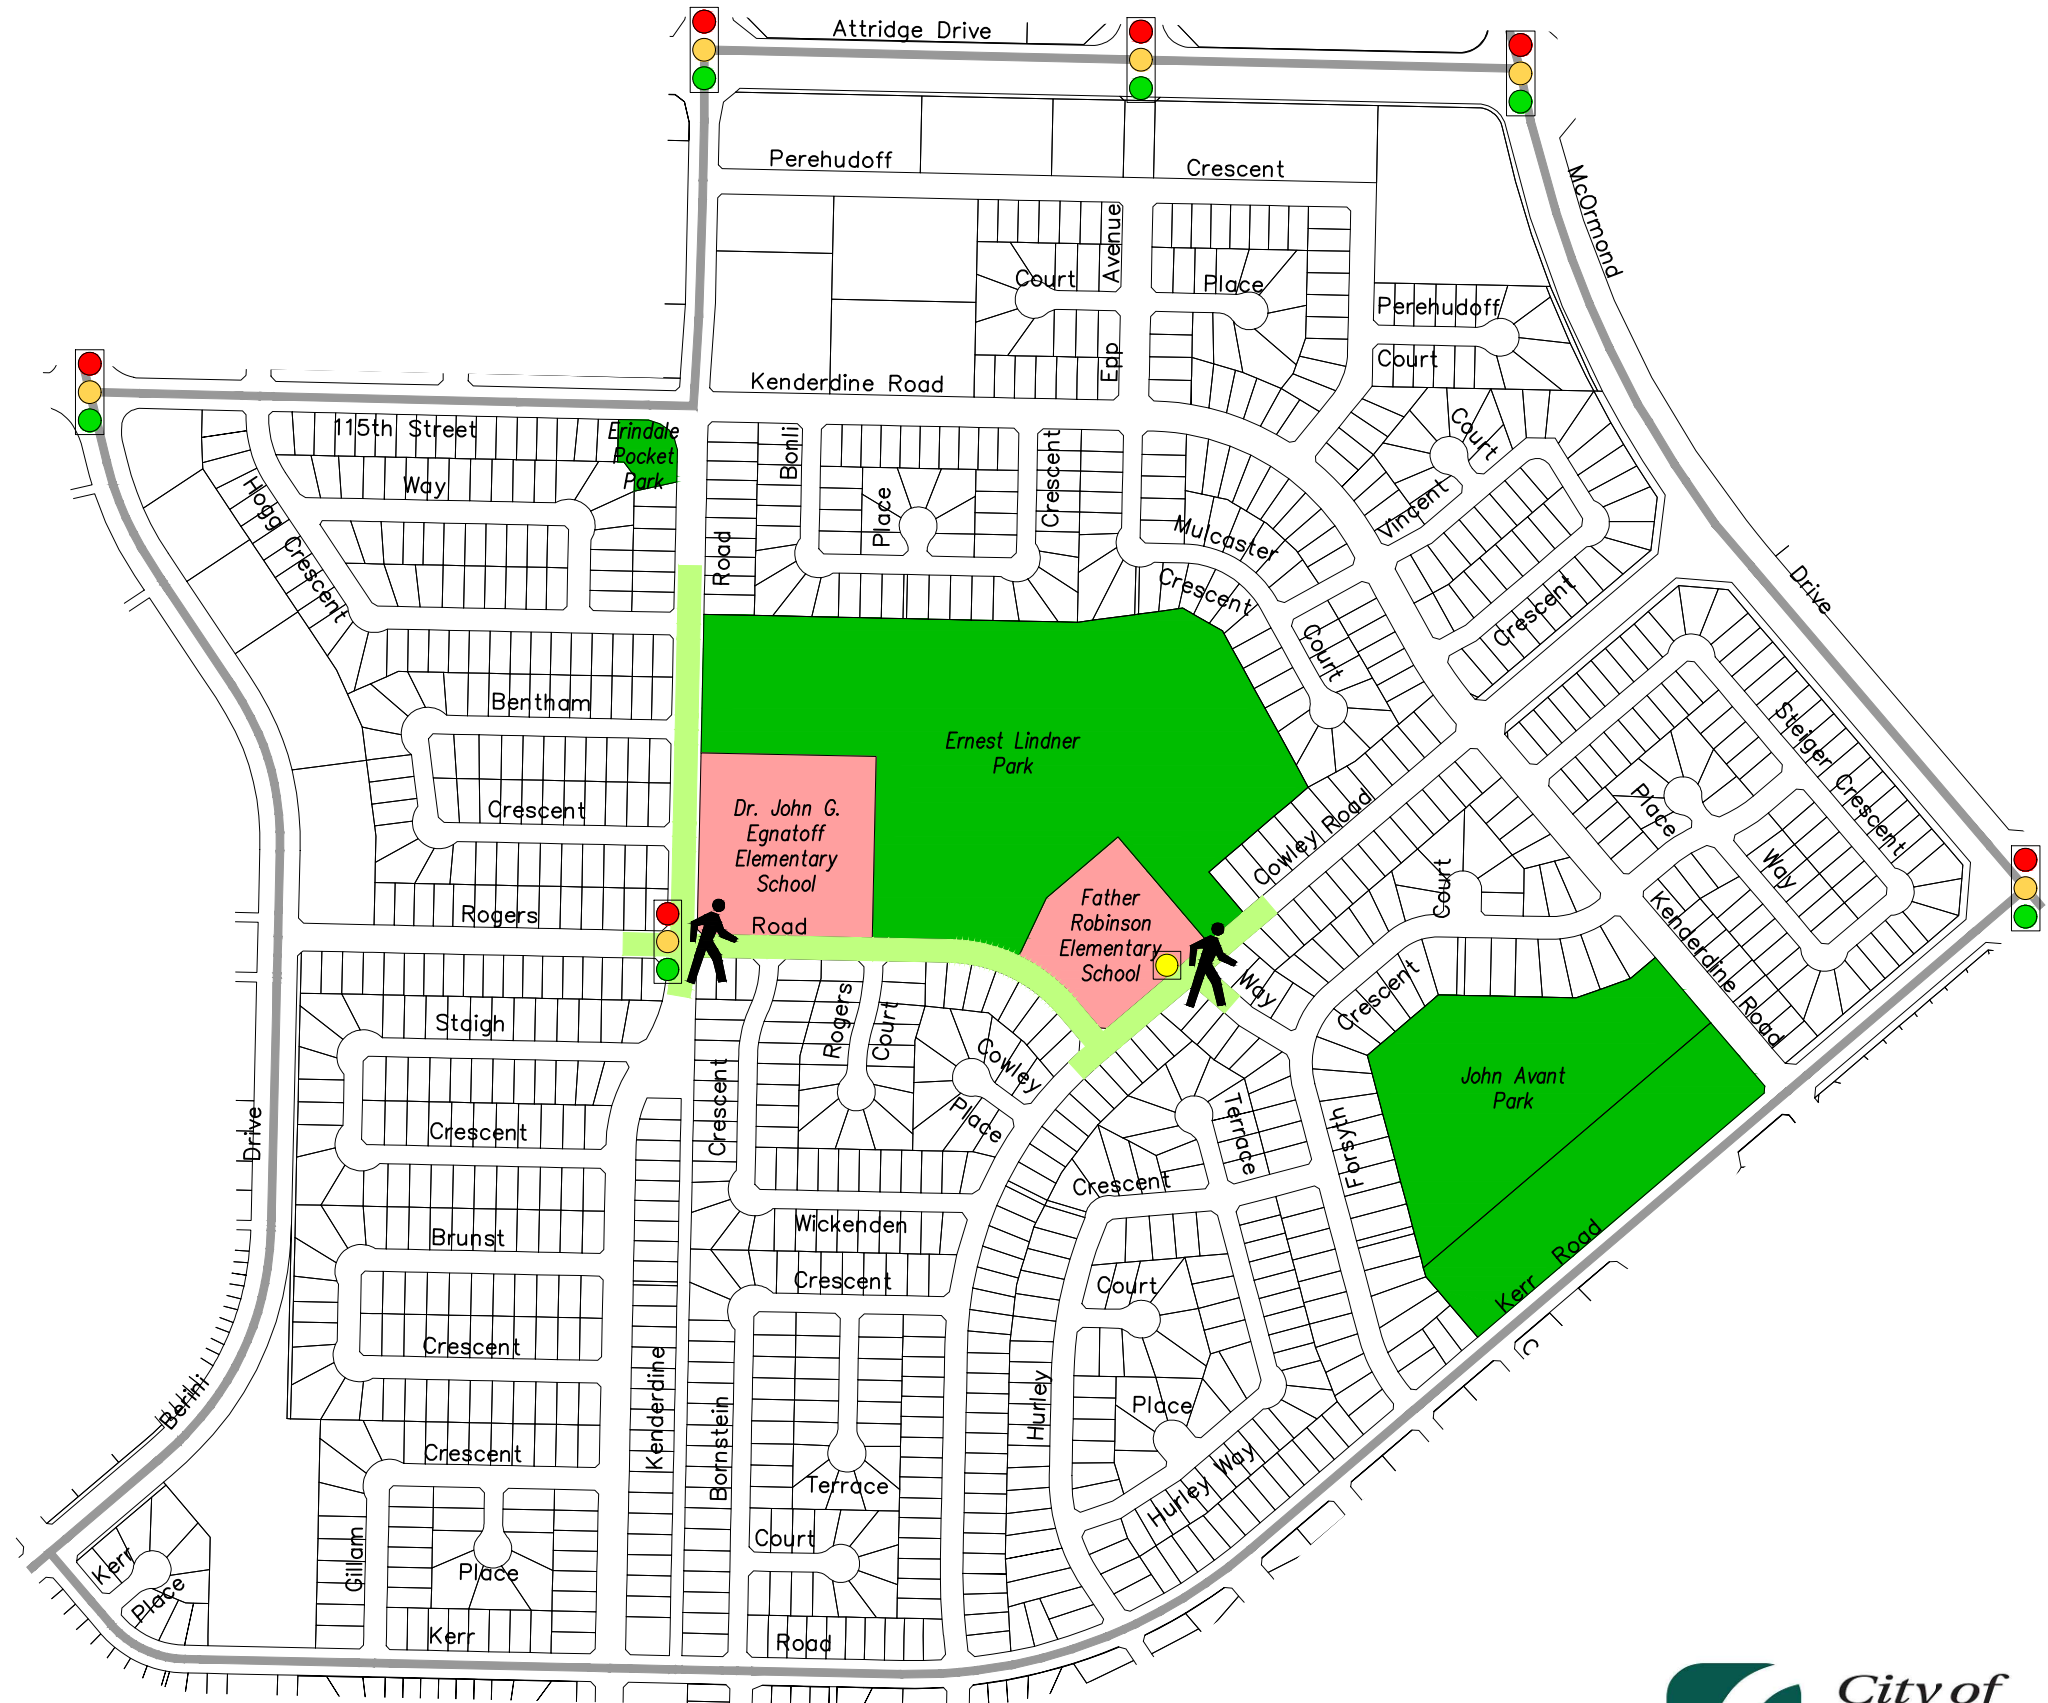 Attridge Drive
Perehudoff
Crescent
McOrmond
Avenue
Court
Place
Perehudoff
Court
Epp
Kenderdine Road
115th Street
Erindale
Pocket
Park
Bonli
Crescent
Court
Way
Place
Vincent
Hogg
Crescent
Road
Mulcaster
Crescent
Drive
Crescent
Court
Bentham
Ernest Lindner
Park
Steiger
Crescent
Crescent
Dr. John G.
Egnatoff
Elementary
School
Cowley Road
Place
Way
Court
Father
Robinson
Elementary
School
Rogers
Road
Kenderdine Road
Way
Crescent
Staigh
Rogers
Court
Cowley
Place
John Avant
Park
Crescent
Drive
Crescent
Terrace
Forsyth
Crescent
Wickenden
Brunst
Crescent
Court
Kerr Road
Crescent
Berini
Kenderdine
Bornstein
Hurley
Place
C
Crescent
Terrace
Hurley Way
Court
Gillam
Place
Kerr
Place
Kerr
Road
City of